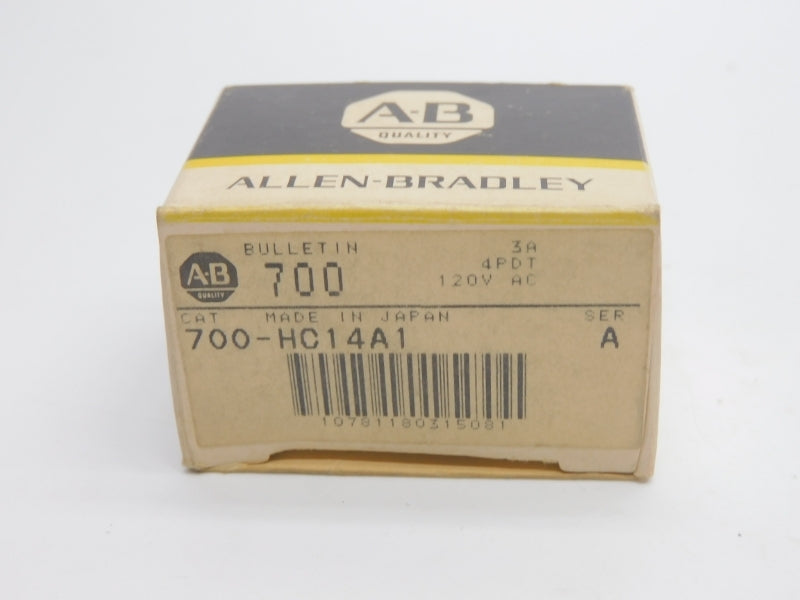 A-B
QUALITY
ALLEN-BRADLEY
A-B
QUALITY
BULLETIN
700
3A
4PDT
120V AC
CAT MADE IN JAPAN SER
700-HC14A1 A
10781180315081